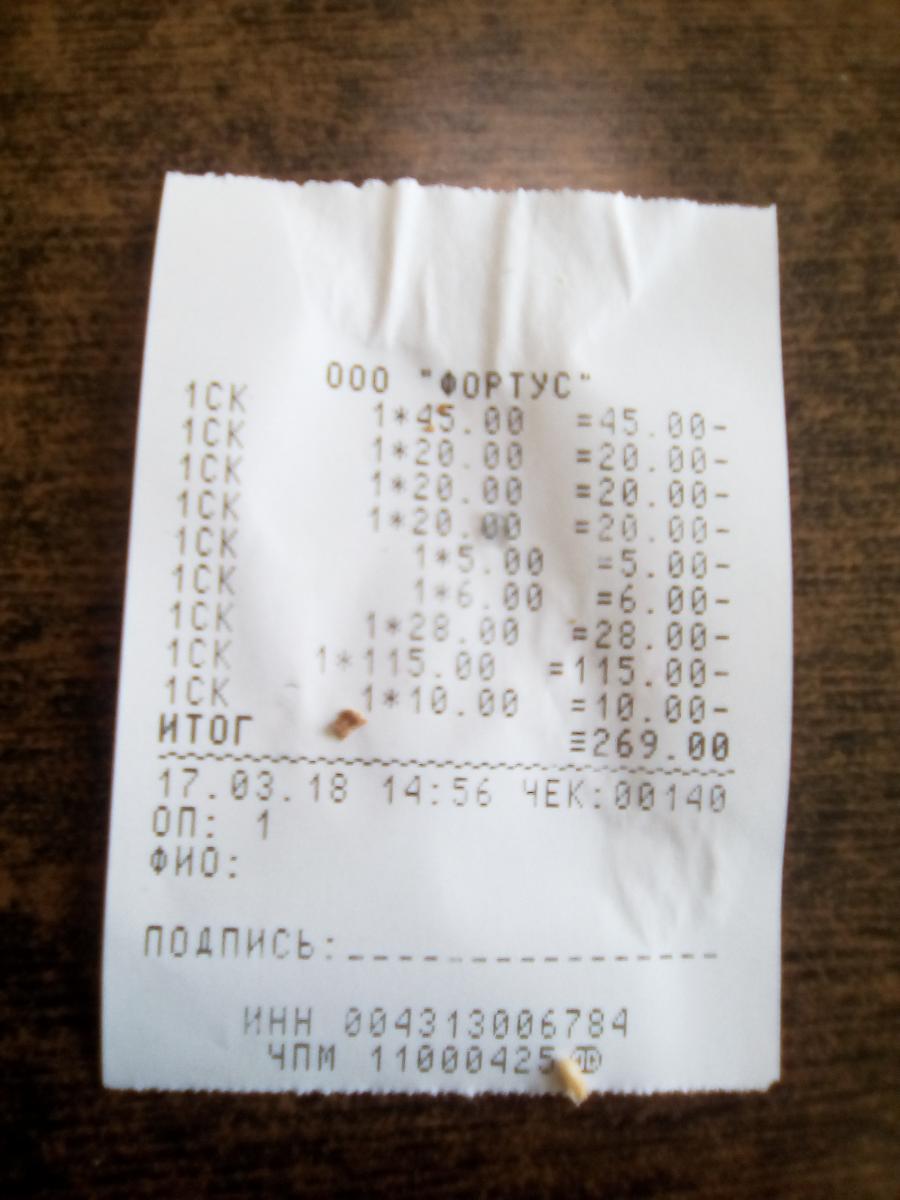 ООО "ФОРТУС"
1СК 1*45.00 =45.00-
1СК 1*20.00 =20.00-
1СК 1*20.00 =20.00-
1СК 1*20.00 =20.00-
1СК 1*5.00 =5.00-
1СК 1*6.00 =6.00-
1СК 1*28.00 =28.00-
1СК 1*115.00 =115.00-
1СК 1*10.00 =10.00-
ИТОГ ≡269.00
17.03.18 14:56 ЧЕК:00140
ОП: 1
ФИО:
ПОДПИСЬ:_________________
ИНН 004313006784
ЧПМ 11000425